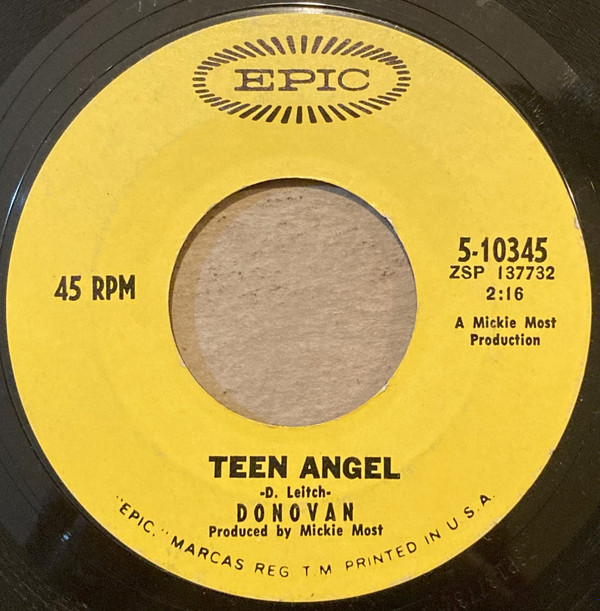 EPIC
45 RPM
5-10345
ZSP 137732
2:16
A Mickie Most
Production
TEEN ANGEL
-D. Leitch-
DONOVAN
Produced by Mickie Most
"EPIC," MARCAS REG T.M PRINTED IN U.S.A.